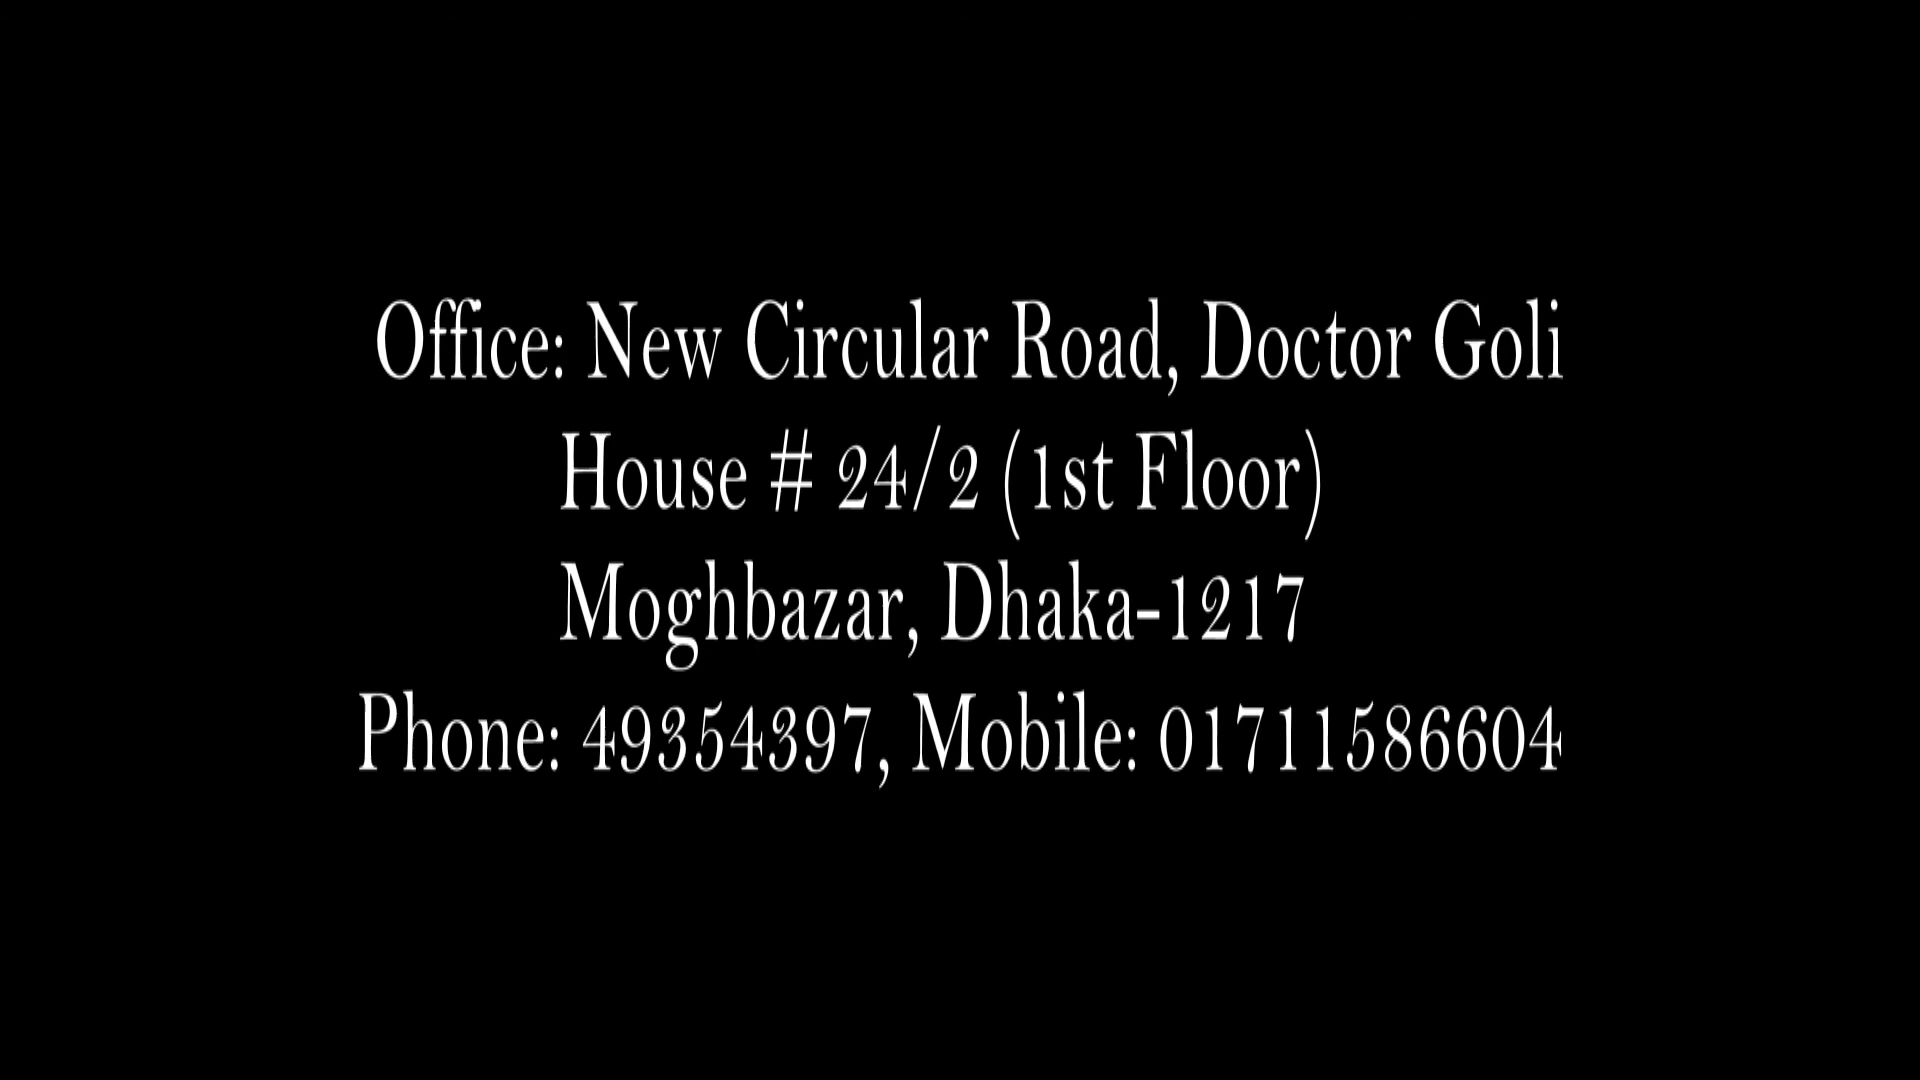 Office: New Circular Road, Doctor Goli
House # 24/2 (1st Floor)
Moghbazar, Dhaka-1217
Phone: 49354397, Mobile: 01711586604